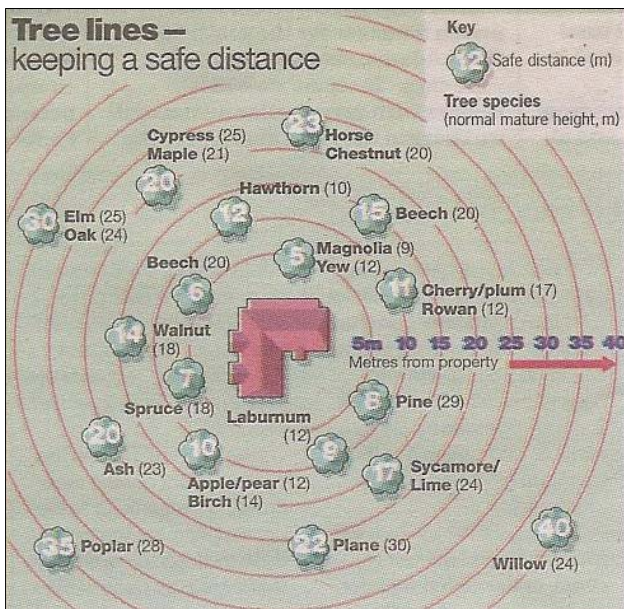 Tree lines –
keeping a safe distance
Key
12 Safe distance (m)
Tree species
(normal mature height, m)
23 Horse
Chestnut (20)
Cypress (25)
Maple (21)
20
Hawthorn (10)
12
15 Beech (20)
30 Elm (25)
Oak (24)
5 Magnolia (9)
Yew (12)
Beech (20)
6
11 Cherry/plum (17)
Rowan (12)
14 Walnut
(18)
5m 10 15 20 25 30 35 40
Metres from property
7
Spruce (18)
Laburnum
(12)
8 Pine (29)
20
Ash (23)
10
Apple/pear (12)
Birch (14)
9
17 Sycamore/
Lime (24)
35 Poplar (28)
22 Plane (30)
40
Willow (24)